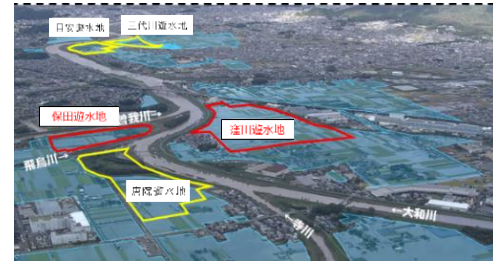 目安遊水地
三代川遊水地
保田遊水地
曽我川→
窪田遊水地
飛鳥川→
唐院遊水地
←大和川
←寺川